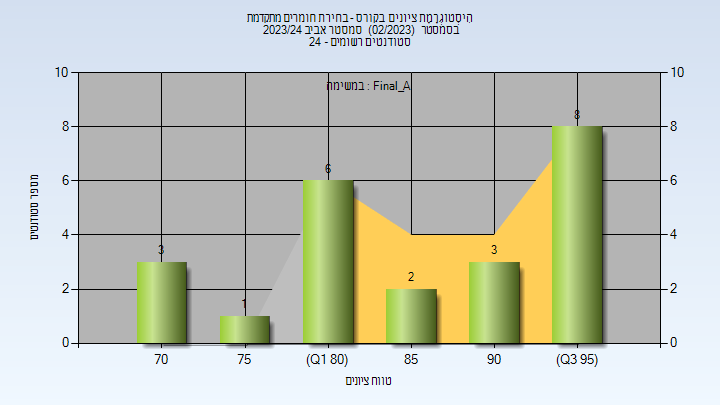 היסטוגרמת ציונים בקורס - בחירת חומרים מתקדמת
בסמסטר (02/2023) סמסטר אביב 2023/24
סטודנטים רשומים - 24
במשימה : Final_A
מספר סטודנטים
10 10
8 8
6 6
4 4
2 2
0 0
3 1 6 2 3 8
70 75 (Q1 80) 85 90 (Q3 95)
טווח ציונים